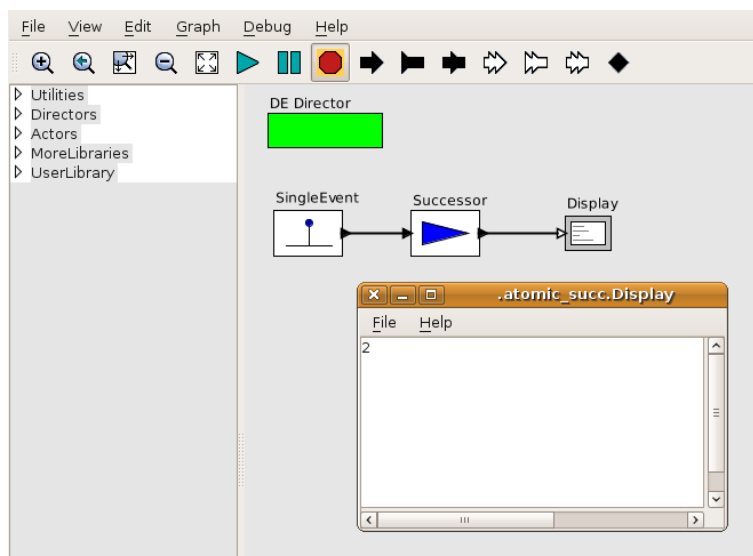 File View Edit Graph Debug Help
Utilities
Directors
Actors
MoreLibraries
UserLibrary
DE Director
SingleEvent Successor Display
.atomic_succ.Display
File Help
2